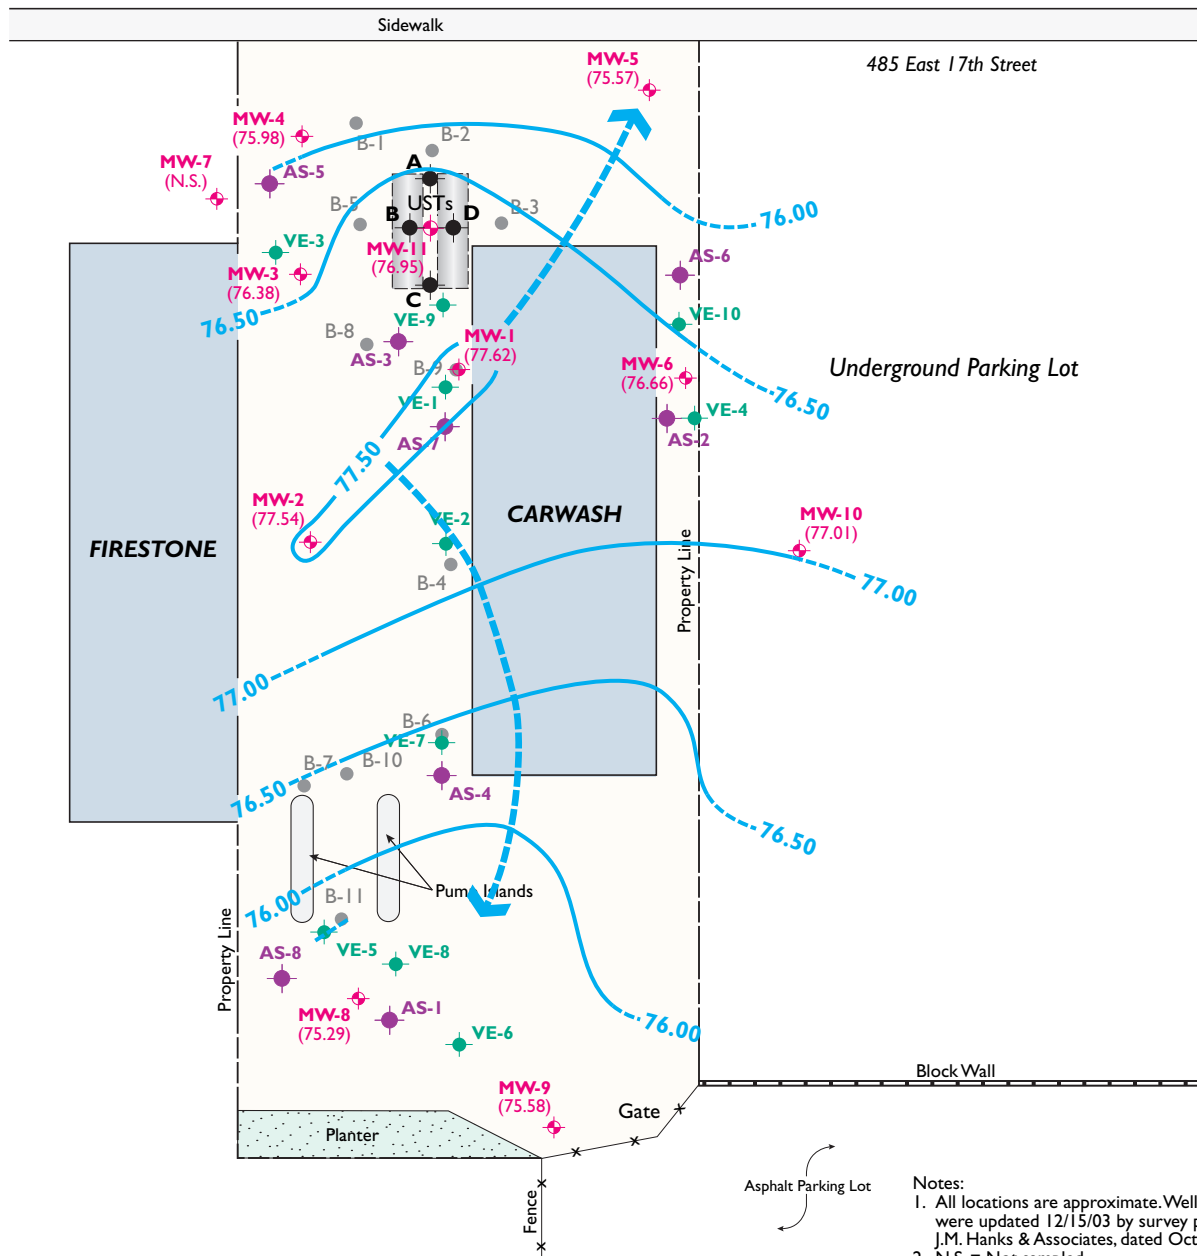 Sidewalk
485 East 17th Street
MW-5
(75.57)
MW-4
(75.98)
B-1
B-2
MW-7
(N.S.)
AS-5
A
76.00
B-5
USTs
B
D
B-3
VE-3
MW-11
(76.95)
AS-6
MW-3
(76.38)
C
76.50
VE-9
VE-10
B-8
AS-3
MW-1
(77.62)
B-9
MW-6
(76.66)
Underground Parking Lot
VE-1
76.50
AS-7
VE-4
AS-2
77.50
MW-2
(77.54)
VE-2
CARWASH
MW-10
(77.01)
FIRESTONE
B-4
Property Line
77.00
77.00
B-6
VE-7
B-7
B-10
76.50
AS-4
76.50
76.00
Pump Islands
B-11
Property Line
AS-8
VE-5
VE-8
MW-8
(75.29)
AS-1
76.00
VE-6
Block Wall
MW-9
(75.58)
Gate
Planter
Fence
Asphalt Parking Lot
Notes:
1. All locations are approximate. Well
were updated 12/15/03 by survey p
J.M. Hanks & Associates, dated Oct
2. N.S. = Not sampled